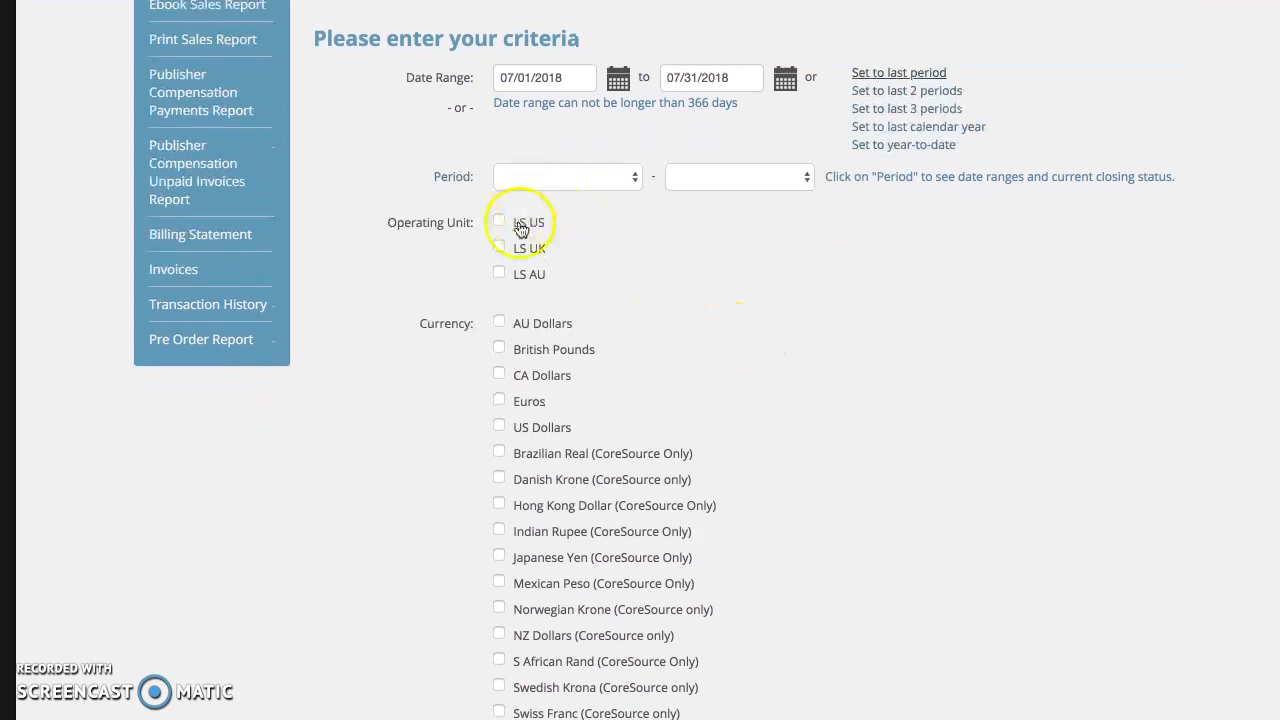 Ebook Sales Report
Print Sales Report
Publisher
Compensation
Payments Report
Publisher
Compensation
Unpaid Invoices
Report
Billing Statement
Invoices
Transaction History
Pre Order Report
Please enter your criteria
Date Range: 07/01/2018 to 07/31/2018 or
- or - Date range can not be longer than 366 days
Set to last period
Set to last 2 periods
Set to last 3 periods
Set to last calendar year
Set to year-to-date
Period: - Click on "Period" to see date ranges and current closing status.
Operating Unit: LS US
LS UK
LS AU
Currency: AU Dollars
British Pounds
CA Dollars
Euros
US Dollars
Brazilian Real (CoreSource Only)
Danish Krone (CoreSource only)
Hong Kong Dollar (CoreSource Only)
Indian Rupee (CoreSource Only)
Japanese Yen (CoreSource Only)
Mexican Peso (CoreSource Only)
Norwegian Krone (CoreSource only)
NZ Dollars (CoreSource only)
S African Rand (CoreSource Only)
Swedish Krona (CoreSource only)
Swiss Franc (CoreSource only)
RECORDED WITH
SCREENCAST MATIC